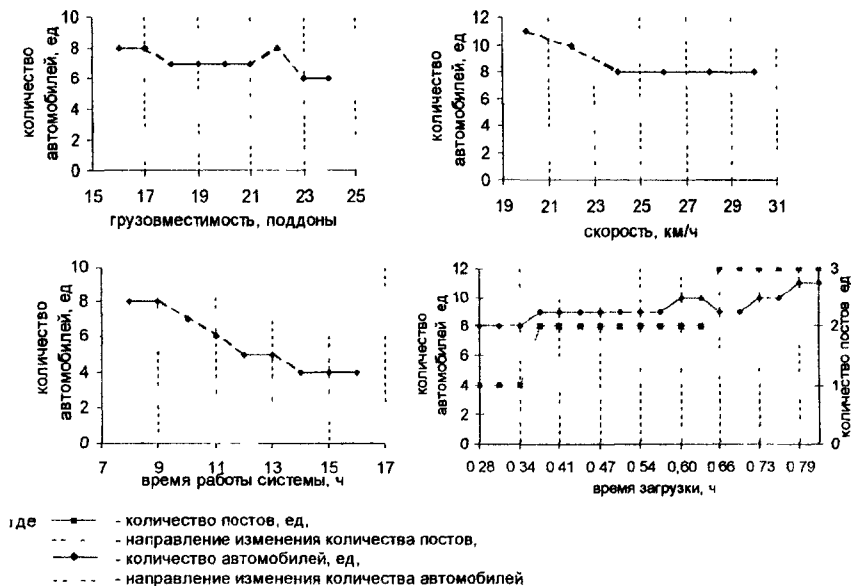 количество автомобилей, ед
10
8
6
4
2
0
15 17 19 21 23 25
грузовместимость, поддоны
количество автомобилей, ед
12
10
8
6
4
2
0
19 21 23 25 27 29 31
скорость, км/ч
количество автомобилей, ед
10
8
6
4
2
0
7 9 11 13 15 17
время работы системы, ч
количество автомобилей, ед
12
10
8
6
4
2
0
0 28 0 34 0 41 0 47 0 54 0,60 0 66 0 73 0 79
время загрузки, ч
3
2
1
0
количество постов ед
де - количество постов, ед,
- направление изменения количества постов,
- количество автомобилей, ед,
- направление изменения количества автомобилей